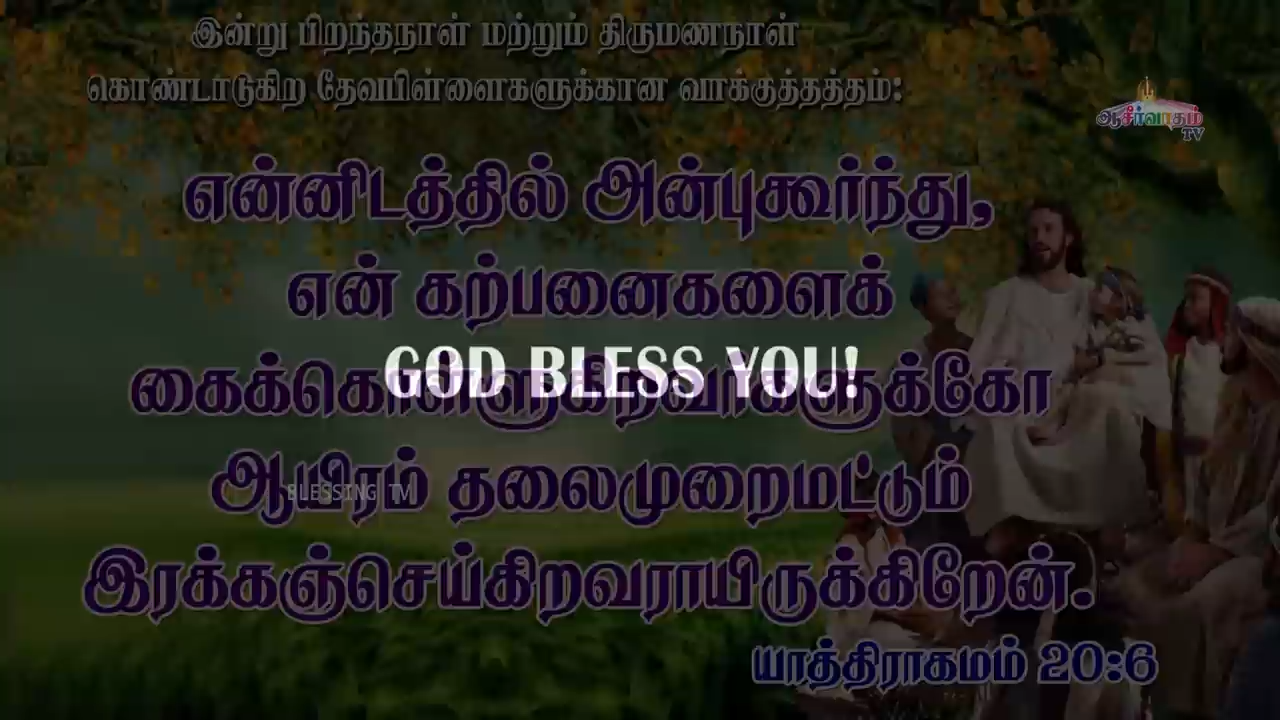 இன்று பிறந்தநாள் மற்றும் திருமணநாள்
கொண்டாடுகிற தேவபிள்ளைகளுக்கான வாக்குத்தத்தம்:
ஆசீர்வாதம்
TV
என்னிடத்தில் அன்புகூர்ந்து,
என் கற்பனைகளைக்
கைக்கொள்ளுகிறவர்களுக்கோ
GOD BLESS YOU!
ஆயிரம் தலைமுறைமட்டும்
BLESSING TV
இரக்கஞ்செய்கிறவராயிருக்கிறேன்.
யாத்திராகமம் 20:6